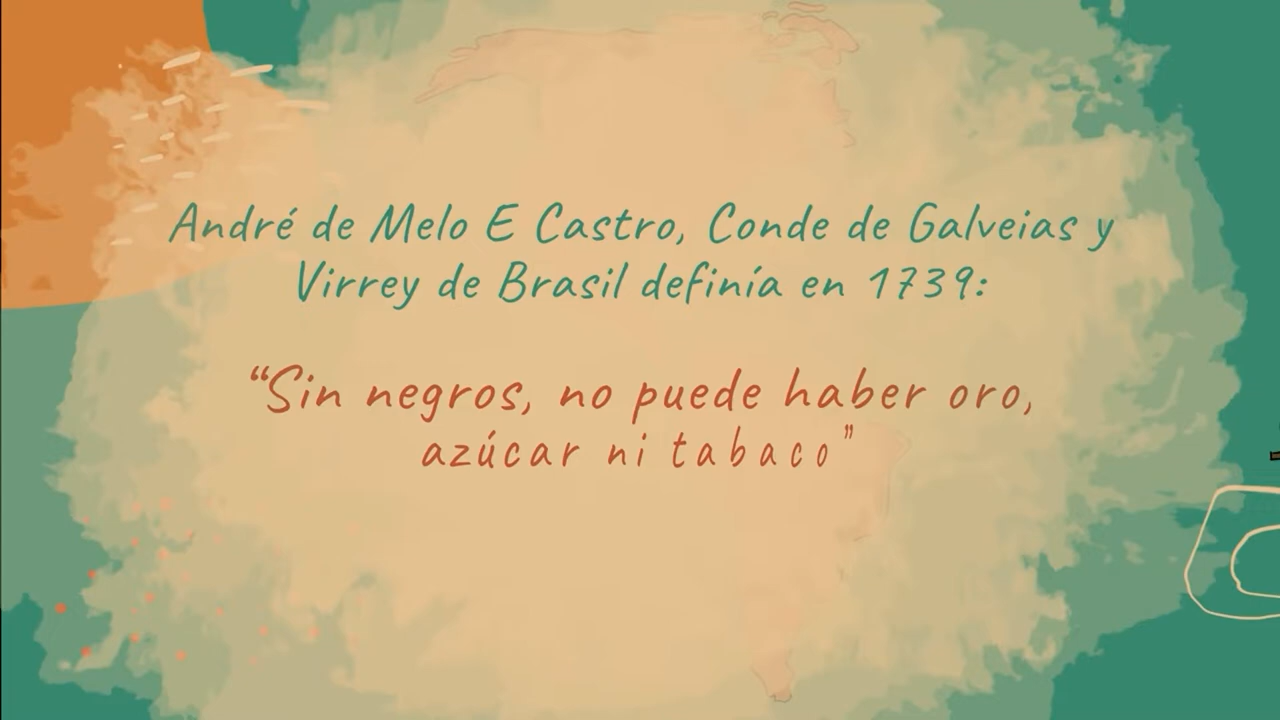 André de Melo E Castro, Conde de Galveias y
Virrey de Brasil definía en 1739:
“Sin negros, no puede haber oro,
azúcar ni tabaco”